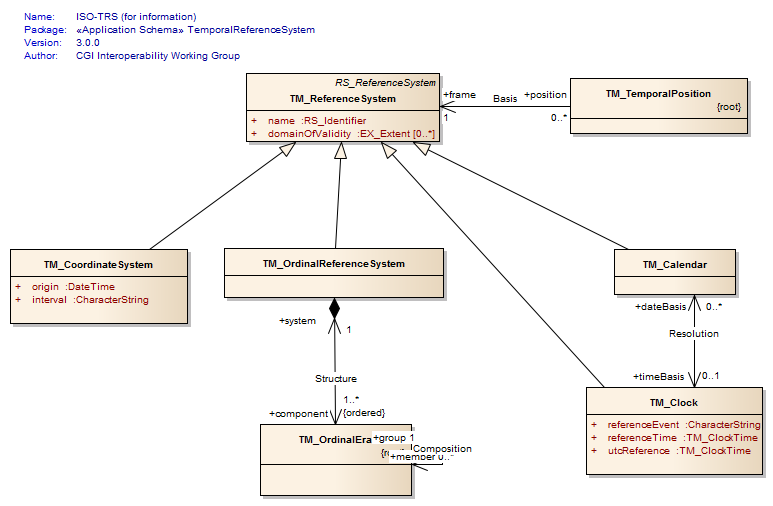 Name: ISO-TRS (for information)
Package: «Application Schema» TemporalReferenceSystem
Version: 3.0.0
Author: CGI Interoperability Working Group
RS_ReferenceSystem
TM_ReferenceSystem
+ name :RS_Identifier
+ domainOfValidity :EX_Extent [0..*]
+frame
1
Basis
+position
0..*
TM_TemporalPosition
{root}
TM_CoordinateSystem
+ origin :DateTime
+ interval :CharacterString
TM_OrdinalReferenceSystem
TM_Calendar
+system
1
Structure
1..*
+component
{ordered}
+dateBasis
0..*
Resolution
+timeBasis
0..1
TM_Clock
+ referenceEvent :CharacterString
+ referenceTime :TM_ClockTime
+ utcReference :TM_ClockTime
TM_OrdinalEra
+group 1
Composition
+member 0..*